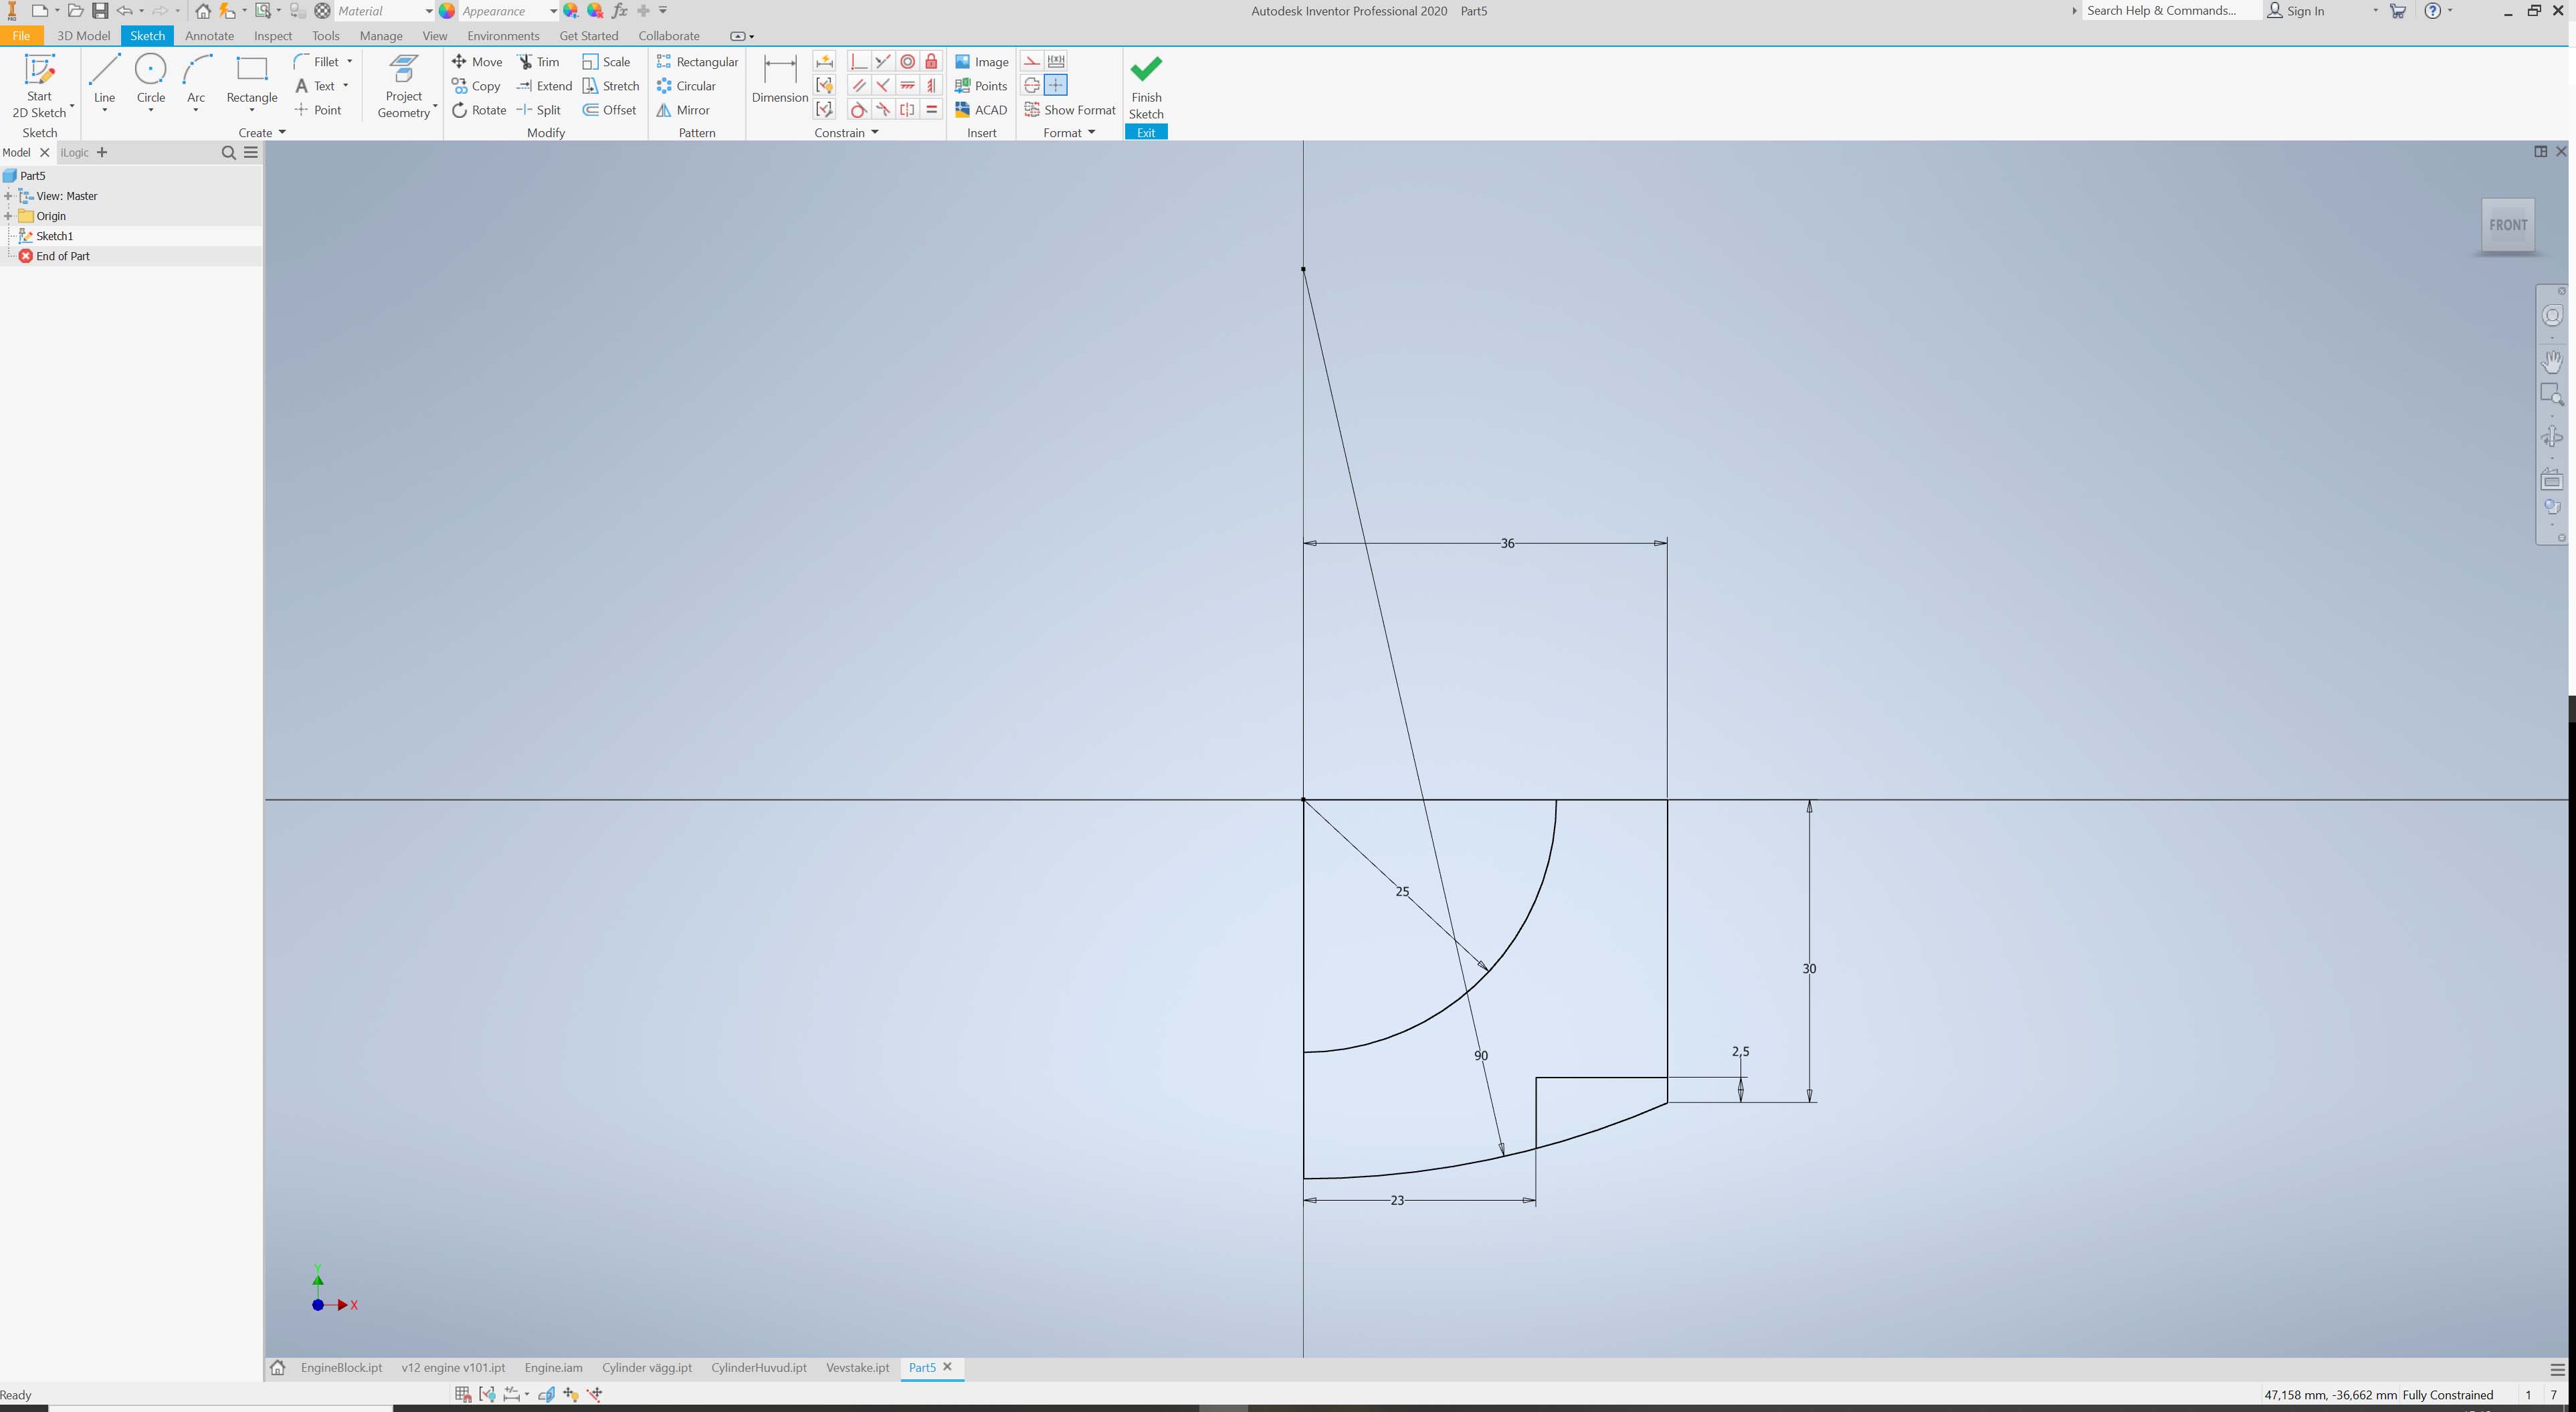 PRO Material Appearance fx Autodesk Inventor Professional 2020 Part5 Search Help & Commands... Sign In
File 3D Model Sketch Annotate Inspect Tools Manage View Environments Get Started Collaborate
Start 2D Sketch Line Circle Arc Rectangle Fillet Text Point Project Geometry
Move Trim Scale
Copy Extend Stretch
Rotate Split Offset
Rectangular
Circular
Mirror
Dimension
Image
Points
ACAD
Show Format
Finish Sketch
Sketch Create Modify Pattern Constrain Insert Format Exit
Model iLogic
Part5
View: Master
Origin
Sketch1
End of Part
FRONT
36
25
30
2,5
90
23
Y
X
EngineBlock.ipt v12 engine v101.ipt Engine.iam Cylinder vägg.ipt CylinderHuvud.ipt Vevstake.ipt Part5
Ready 47,158 mm, -36,662 mm Fully Constrained 1 7